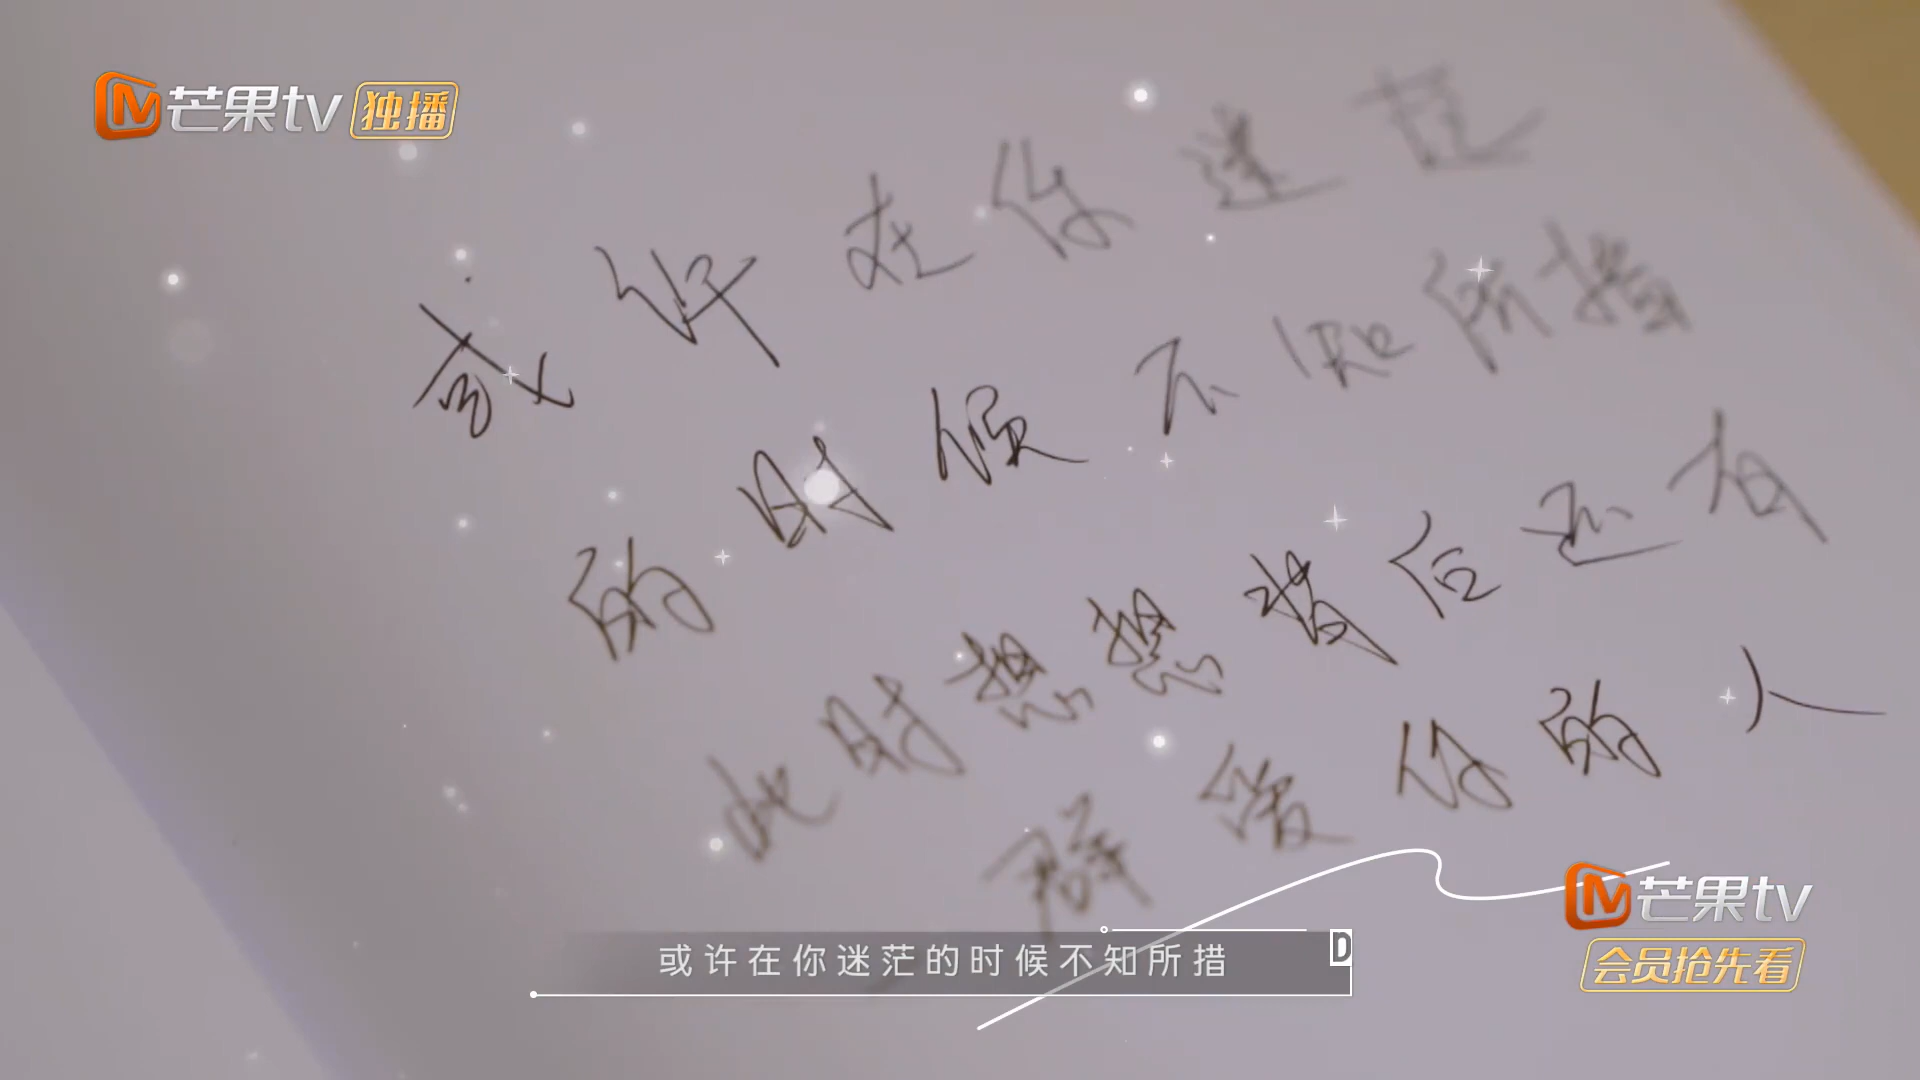 芒果tv 独播
或许在你迷茫
的时候不知所措
此时想想背后还有
群爱你的人
或许在你迷茫的时候不知所措
D
芒果tv
会员抢先看